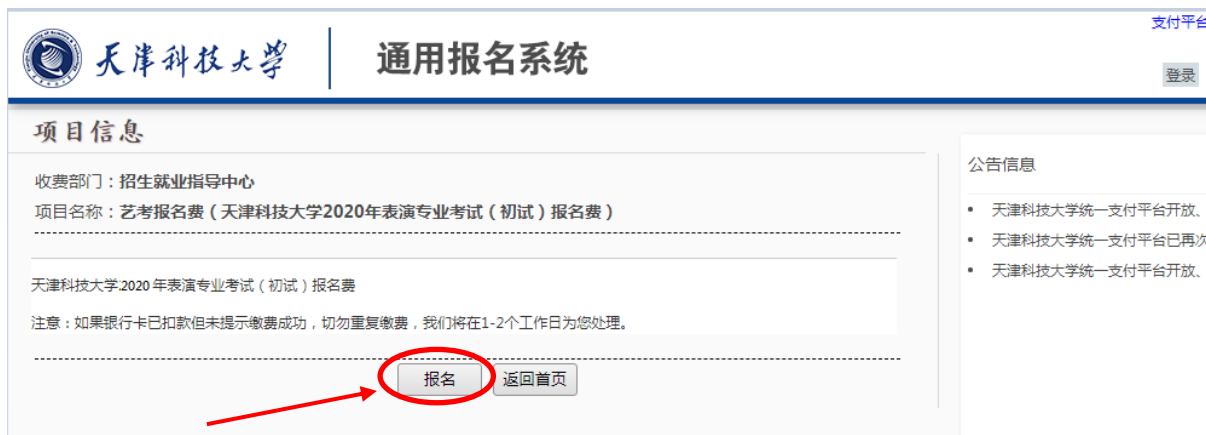 支付平台
天津科技大学
通用报名系统
登录
项目信息
收费部门：招生就业指导中心
项目名称：艺考报名费（天津科技大学2020年表演专业考试（初试）报名费）
天津科技大学2020年表演专业考试（初试）报名费
注意：如果银行卡已扣款但未提示缴费成功，切勿重复缴费，我们将在1-2个工作日为您处理。
报名
返回首页
公告信息
天津科技大学统一支付平台开放、
天津科技大学统一支付平台已再次
天津科技大学统一支付平台开放、